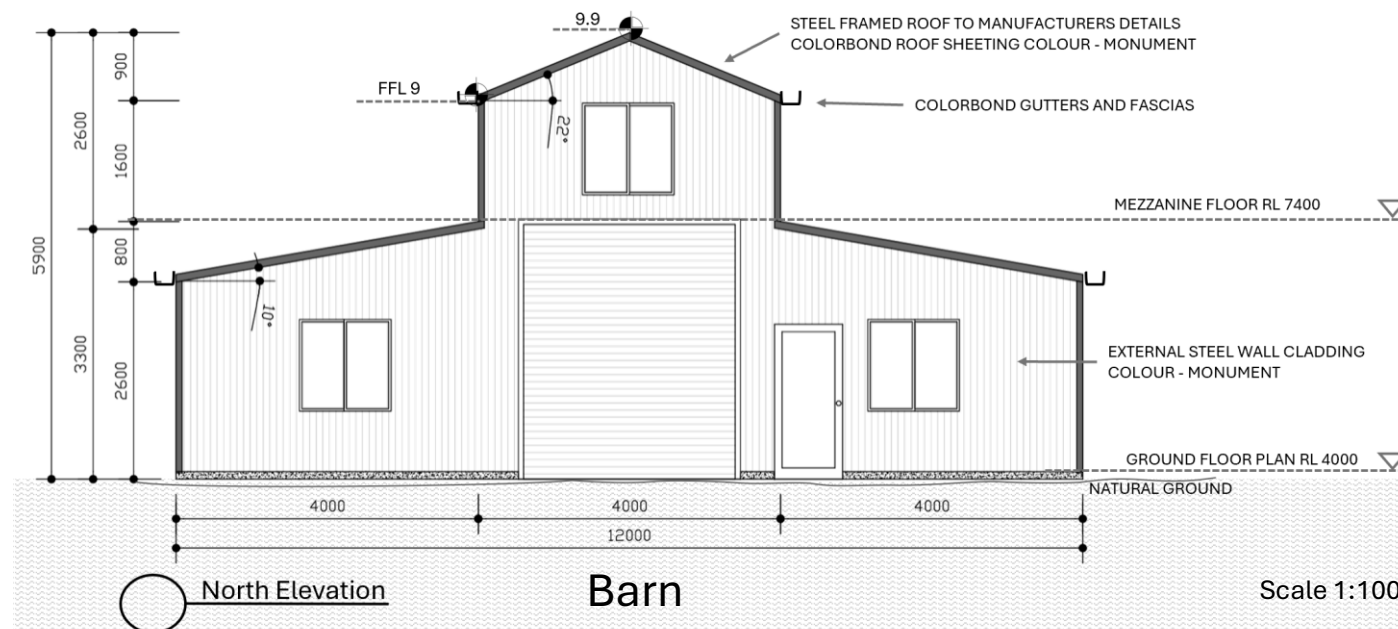 9.9
STEEL FRAMED ROOF TO MANUFACTURERS DETAILS
COLORBOND ROOF SHEETING COLOUR - MONUMENT
900
FFL 9
COLORBOND GUTTERS AND FASCIAS
2600
22°
1600
MEZZANINE FLOOR RL 7400
5900
800
10°
3300
2600
EXTERNAL STEEL WALL CLADDING
COLOUR - MONUMENT
GROUND FLOOR PLAN RL 4000
NATURAL GROUND
4000
4000
4000
12000
North Elevation
Barn
Scale 1:100